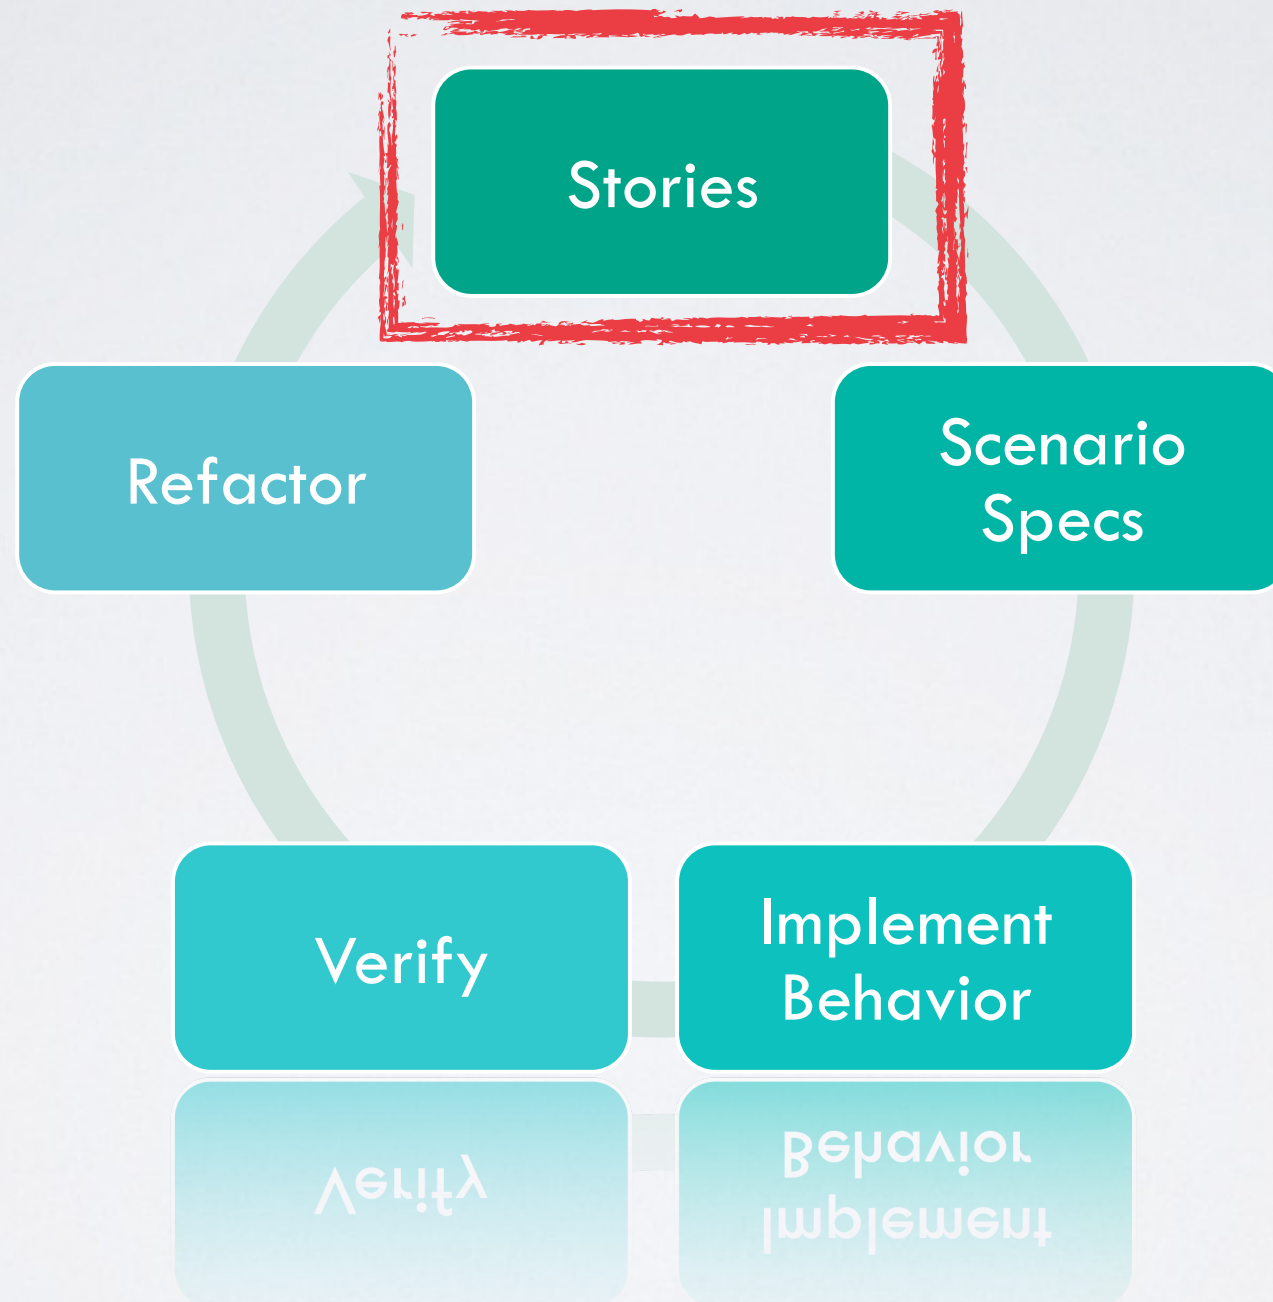 Stories
Scenario
Specs
Implement
Behavior
Verify
Refactor